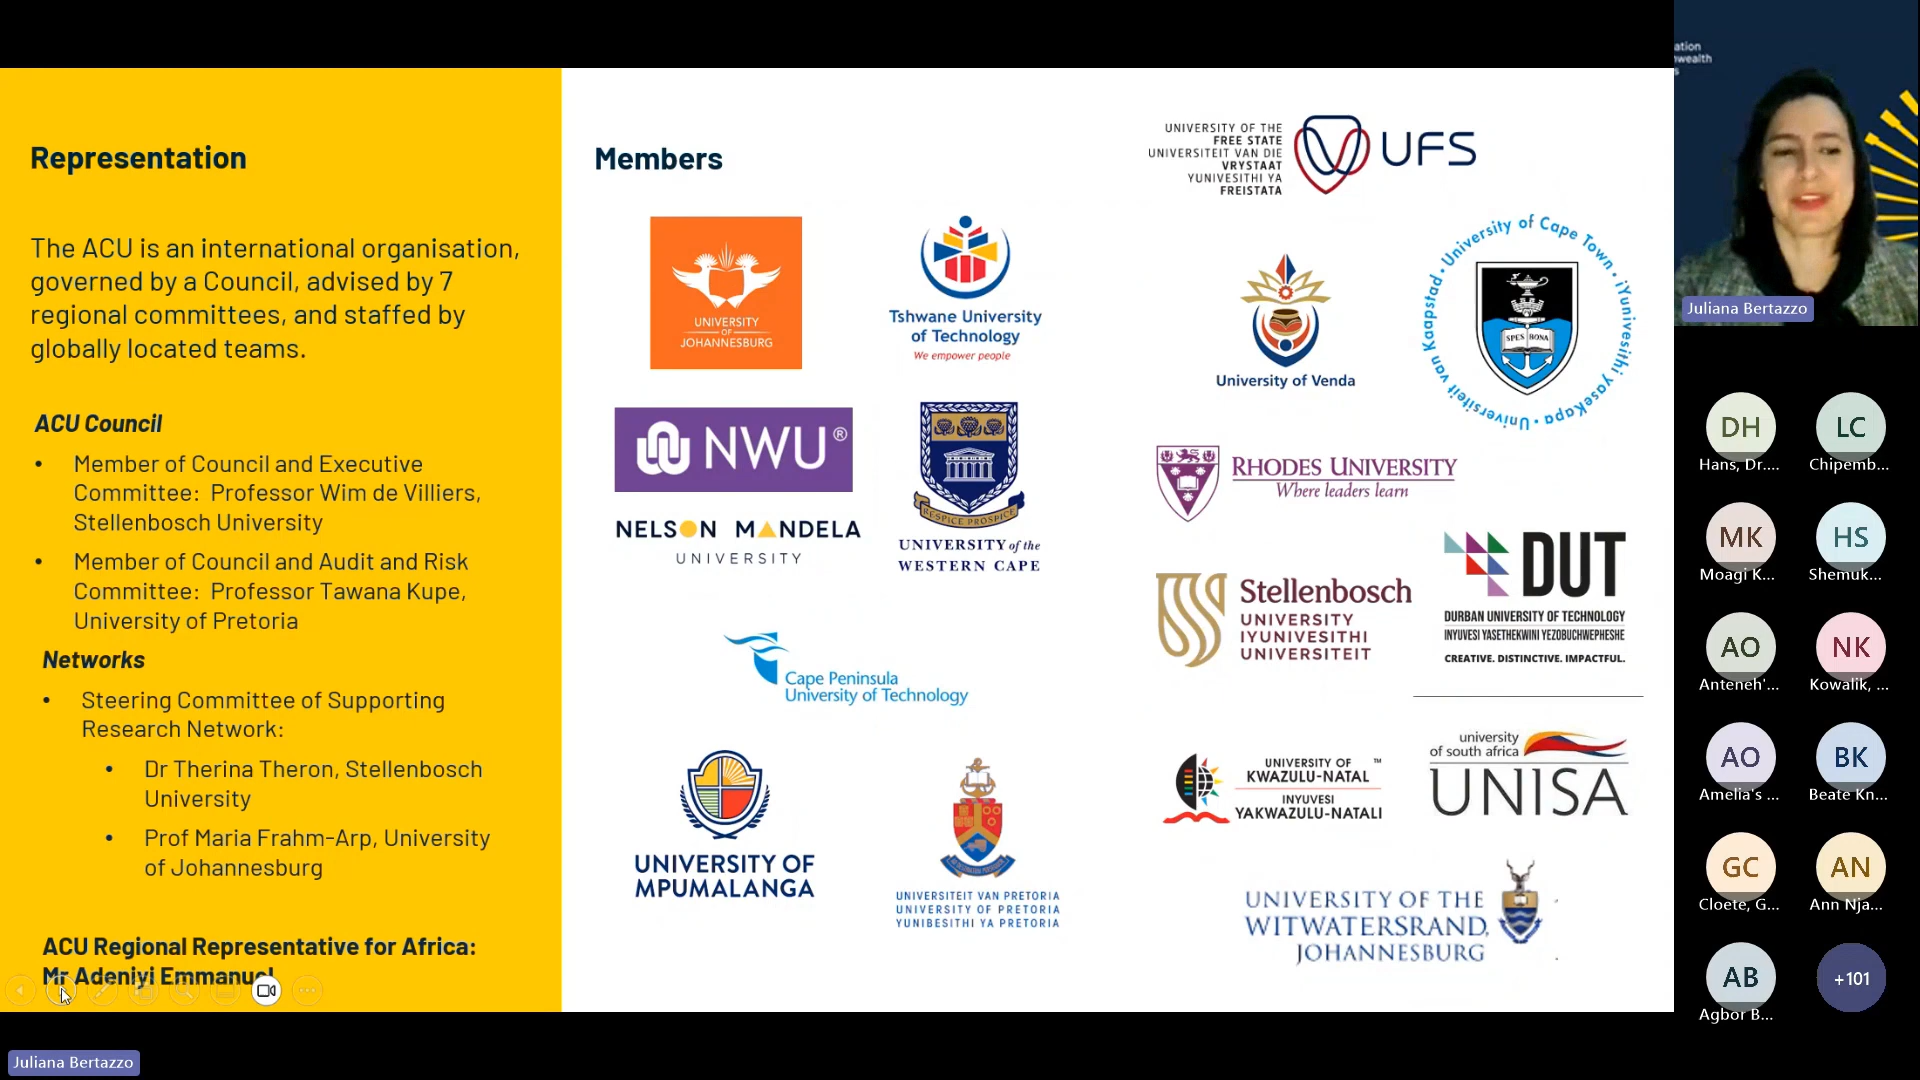 Representation
The ACU is an international organisation,
governed by a Council, advised by 7
regional committees, and staffed by
globally located teams.
ACU Council
• Member of Council and Executive
Committee: Professor Wim de Villiers,
Stellenbosch University
• Member of Council and Audit and Risk
Committee: Professor Tawana Kupe,
University of Pretoria
Networks
• Steering Committee of Supporting
Research Network:
• Dr Therina Theron, Stellenbosch
University
• Prof Maria Frahm-Arp, University
of Johannesburg
ACU Regional Representative for Africa:
Mr Adeniyi Emmanuel
Members
UNIVERSITY
OF
JOHANNESBURG
Tshwane University
of Technology
We empower people
NWU®
NELSON MANDELA
UNIVERSITY
RESPICE PROSPICE
UNIVERSITY of the
WESTERN CAPE
Cape Peninsula
University of Technology
UNIVERSITY OF
MPUMALANGA
UNIVERSITEIT VAN PRETORIA
UNIVERSITY OF PRETORIA
YUNIBESITHI YA PRETORIA
UNIVERSITY OF THE
FREE STATE
UNIVERSITEIT VAN DIE
VRYSTAAT
YUNIVESITHI YA
FREISTATA
UFS
University of Venda
University of Cape Town · iYunivesithi yaseKapa · Universiteit van Kaapstad ·
SPES BONA
RHODES UNIVERSITY
Where leaders learn
Stellenbosch
UNIVERSITY
IYUNIVESITHI
UNIVERSITEIT
DUT
DURBAN UNIVERSITY OF TECHNOLOGY
INYUVESI YASETHEKWINI YEZOBUCHWEPHESHE
CREATIVE. DISTINCTIVE. IMPACTFUL.
UNIVERSITY OF
KWAZULU-NATAL ™
INYUVESI
YAKWAZULU-NATALI
university
of south africa
UNISA
UNIVERSITY OF THE
WITWATERSRAND,
JOHANNESBURG
Juliana Bertazzo
DH
Hans, Dr....
LC
Chipemb...
MK
Moagi K...
HS
Shemuk...
AO
Anteneh'...
NK
Kowalik, ...
AO
Amelia's ...
BK
Beate Kn...
GC
Cloete, G...
AN
Ann Nja...
AB
Agbor B...
+101
Juliana Bertazzo